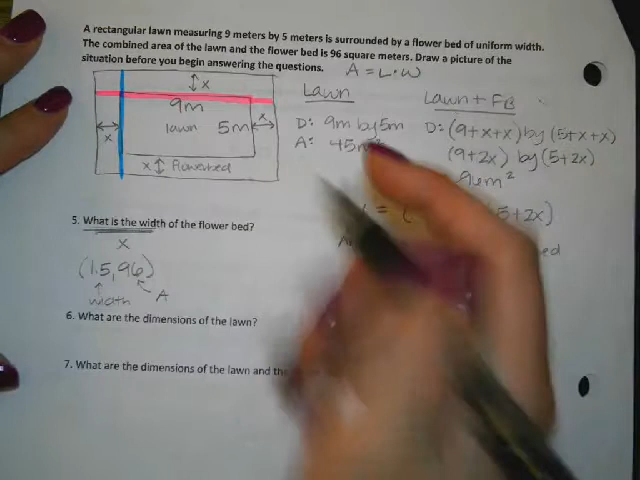 A rectangular lawn measuring 9 meters by 5 meters is surrounded by a flower bed of uniform width.
The combined area of the lawn and the flower bed is 96 square meters. Draw a picture of the
situation before you begin answering the questions.
A = L·W
x
9m
lawn 5m
x
x
x Flowerbed
Lawn
D: 9m by 5m
A: 45m
Lawn + FB
D: (9+x+x) by (5+x+x)
(9+2x) by (5+2x)
96m²
= ( 5+2x)
5. What is the width of the flower bed?
x
(1.5, 96)
width A
6. What are the dimensions of the lawn?
7. What are the dimensions of the lawn and